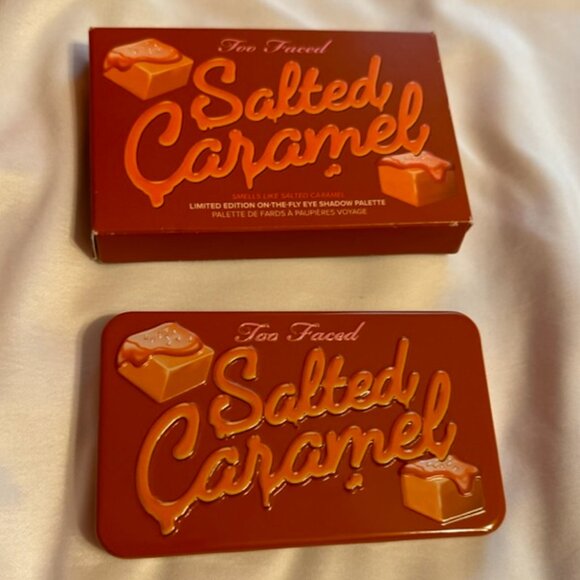 Too Faced
Salted
Caramel
SMELLS LIKE SALTED CARAMEL
LIMITED EDITION ON-THE-FLY EYE SHADOW PALETTE
PALETTE DE FARDS À PAUPIÈRES VOYAGE
Too Faced
Salted
Caramel